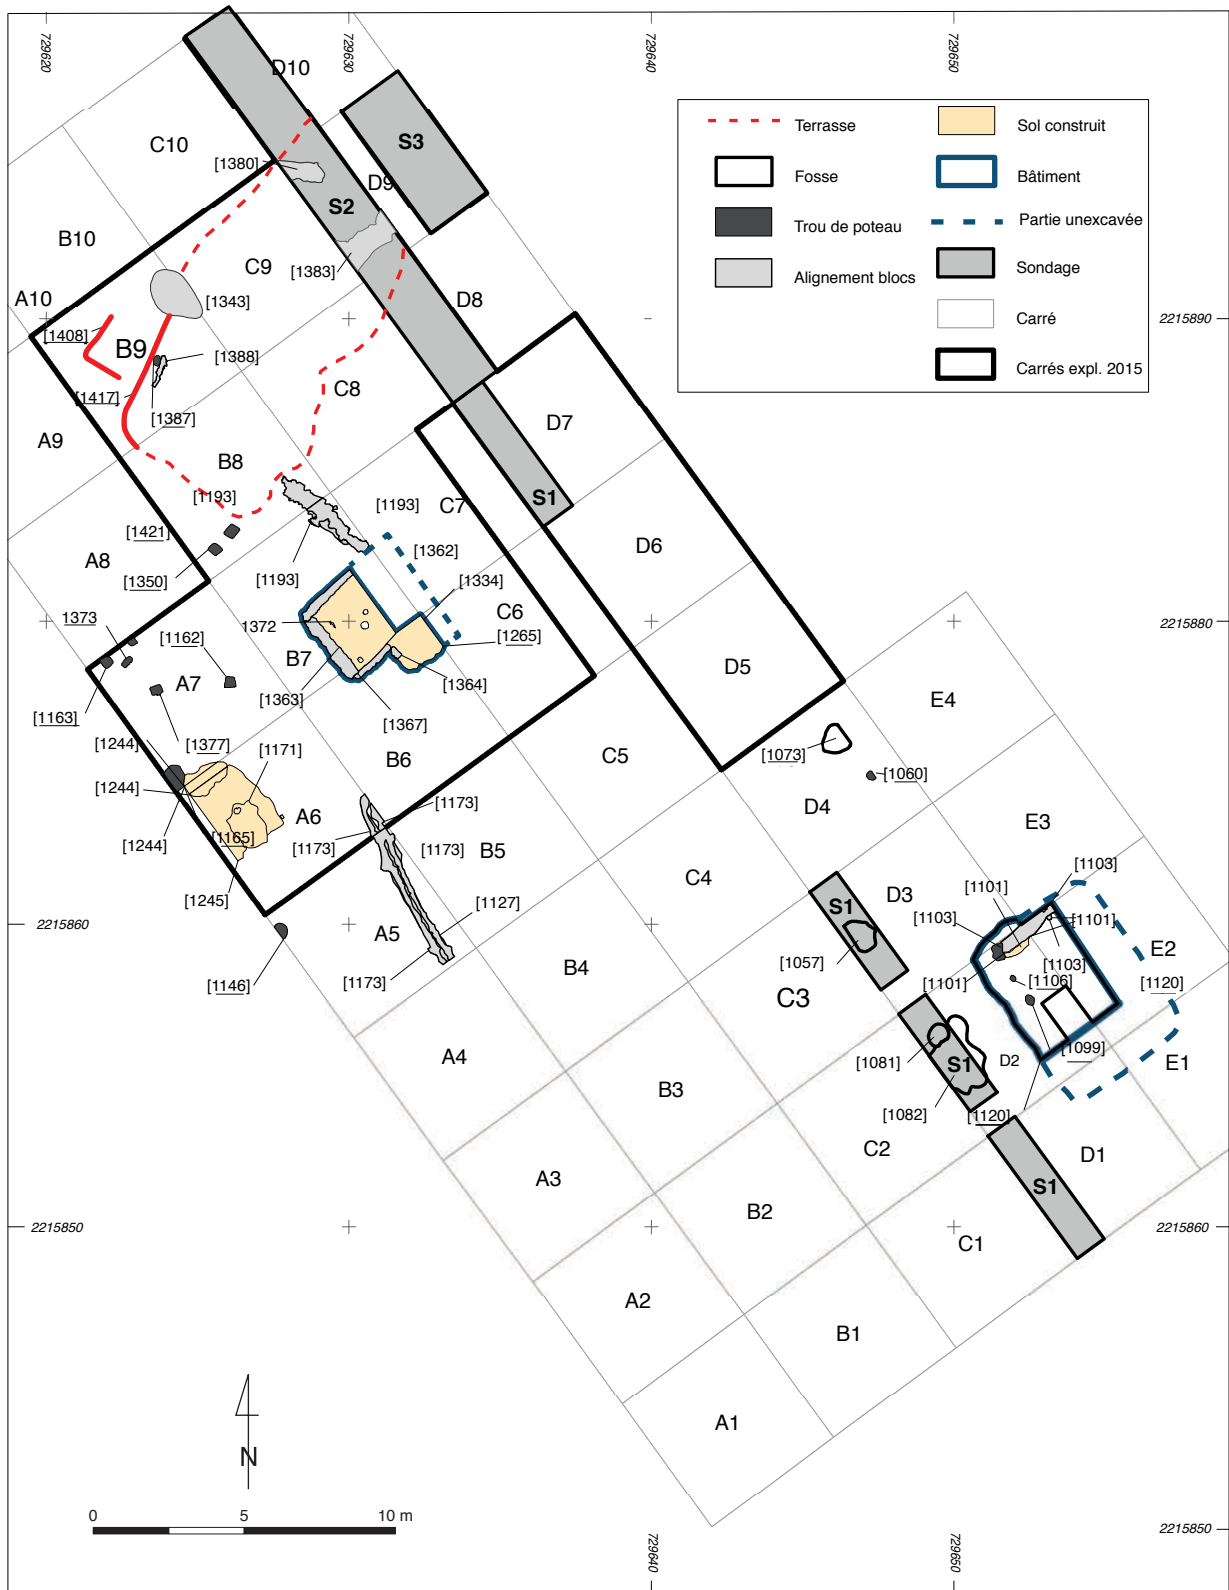 729620
729630
729640
729650
D10
C10
[1380]
S3
D9
S2
B10
C9
[1383]
A10
[1343]
D8
[1408]
B9
[1388]
C8
[1417]
[1387]
D7
A9
B8
[1193]
C7
[1193]
S1
[1421]
A8
[1350]
[1193]
[1362]
D6
[1334]
1373
[1162]
1372
C6
[1265]
B7
A7
[1363]
[1364]
D5
[1163]
[1367]
E4
[1377]
[1244]
[1171]
B6
C5
[1073]
[1060]
[1244]
D4
A6
[1173]
E3
[1244]
[1165]
[1173]
[1173]
B5
C4
[1103]
[1101]
D3
[1245]
[1127]
S1
[1103]
[1101]
A5
[1057]
E2
B4
[1103]
[1146]
[1173]
[1101]
[1106]
[1120]
C3
A4
[1081]
S1
D2
[1099]
E1
B3
[1082]
[1120]
C2
D1
A3
S1
B2
C1
A2
B1
A1
Terrasse
Fosse
Trou de poteau
Alignement blocs
Sol construit
Bâtiment
Partie unexcavée
Sondage
Carré
Carrés expl. 2015
2215890
2215880
2215860
2215850
2215860
2215850
N
0 5 10 m
729640
729650